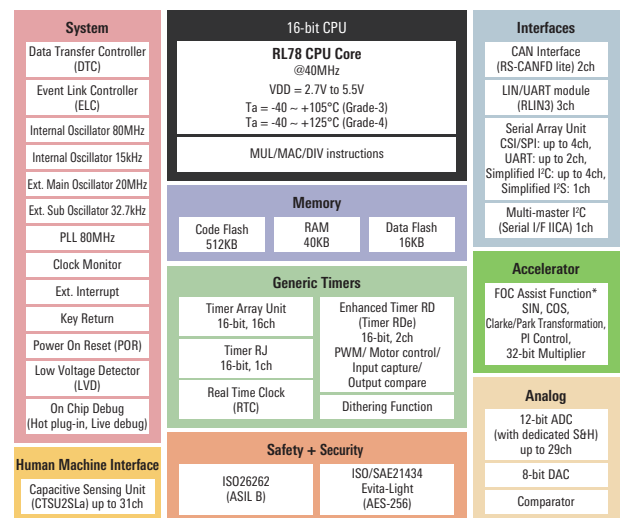 System
Data Transfer Controller
(DTC)
Event Link Controller
(ELC)
Internal Oscillator 80MHz
Internal Oscillator 15kHz
Ext. Main Oscillator 20MHz
Ext. Sub Oscillator 32.7kHz
PLL 80MHz
Clock Monitor
Ext. Interrupt
Key Return
Power On Reset (POR)
Low Voltage Detector
(LVD)
On Chip Debug
(Hot plug-in, Live debug)
Human Machine Interface
Capacitive Sensing Unit
(CTSU2SLa) up to 31ch
16-bit CPU
RL78 CPU Core
@40MHz
VDD = 2.7V to 5.5V
Ta = -40 ~ +105°C (Grade-3)
Ta = -40 ~ +125°C (Grade-4)
MUL/MAC/DIV instructions
Memory
Code Flash
512KB
RAM
40KB
Data Flash
16KB
Generic Timers
Timer Array Unit
16-bit, 16ch
Timer RJ
16-bit, 1ch
Real Time Clock
(RTC)
Enhanced Timer RD
(Timer RDe)
16-bit, 2ch
PWM/ Motor control/
Input capture/
Output compare
Dithering Function
Safety + Security
ISO26262
(ASIL B)
ISO/SAE21434
Evita-Light
(AES-256)
Interfaces
CAN Interface
(RS-CANFD lite) 2ch
LIN/UART module
(RLIN3) 3ch
Serial Array Unit
CSI/SPI: up to 4ch,
UART: up to 2ch,
Simplified I²C: up to 4ch,
Simplified I²S: 1ch
Multi-master I²C
(Serial I/F IICA) 1ch
Accelerator
FOC Assist Function*
SIN, COS,
Clarke/Park Transformation,
PI Control,
32-bit Multiplier
Analog
12-bit ADC
(with dedicated S&H)
up to 29ch
8-bit DAC
Comparator